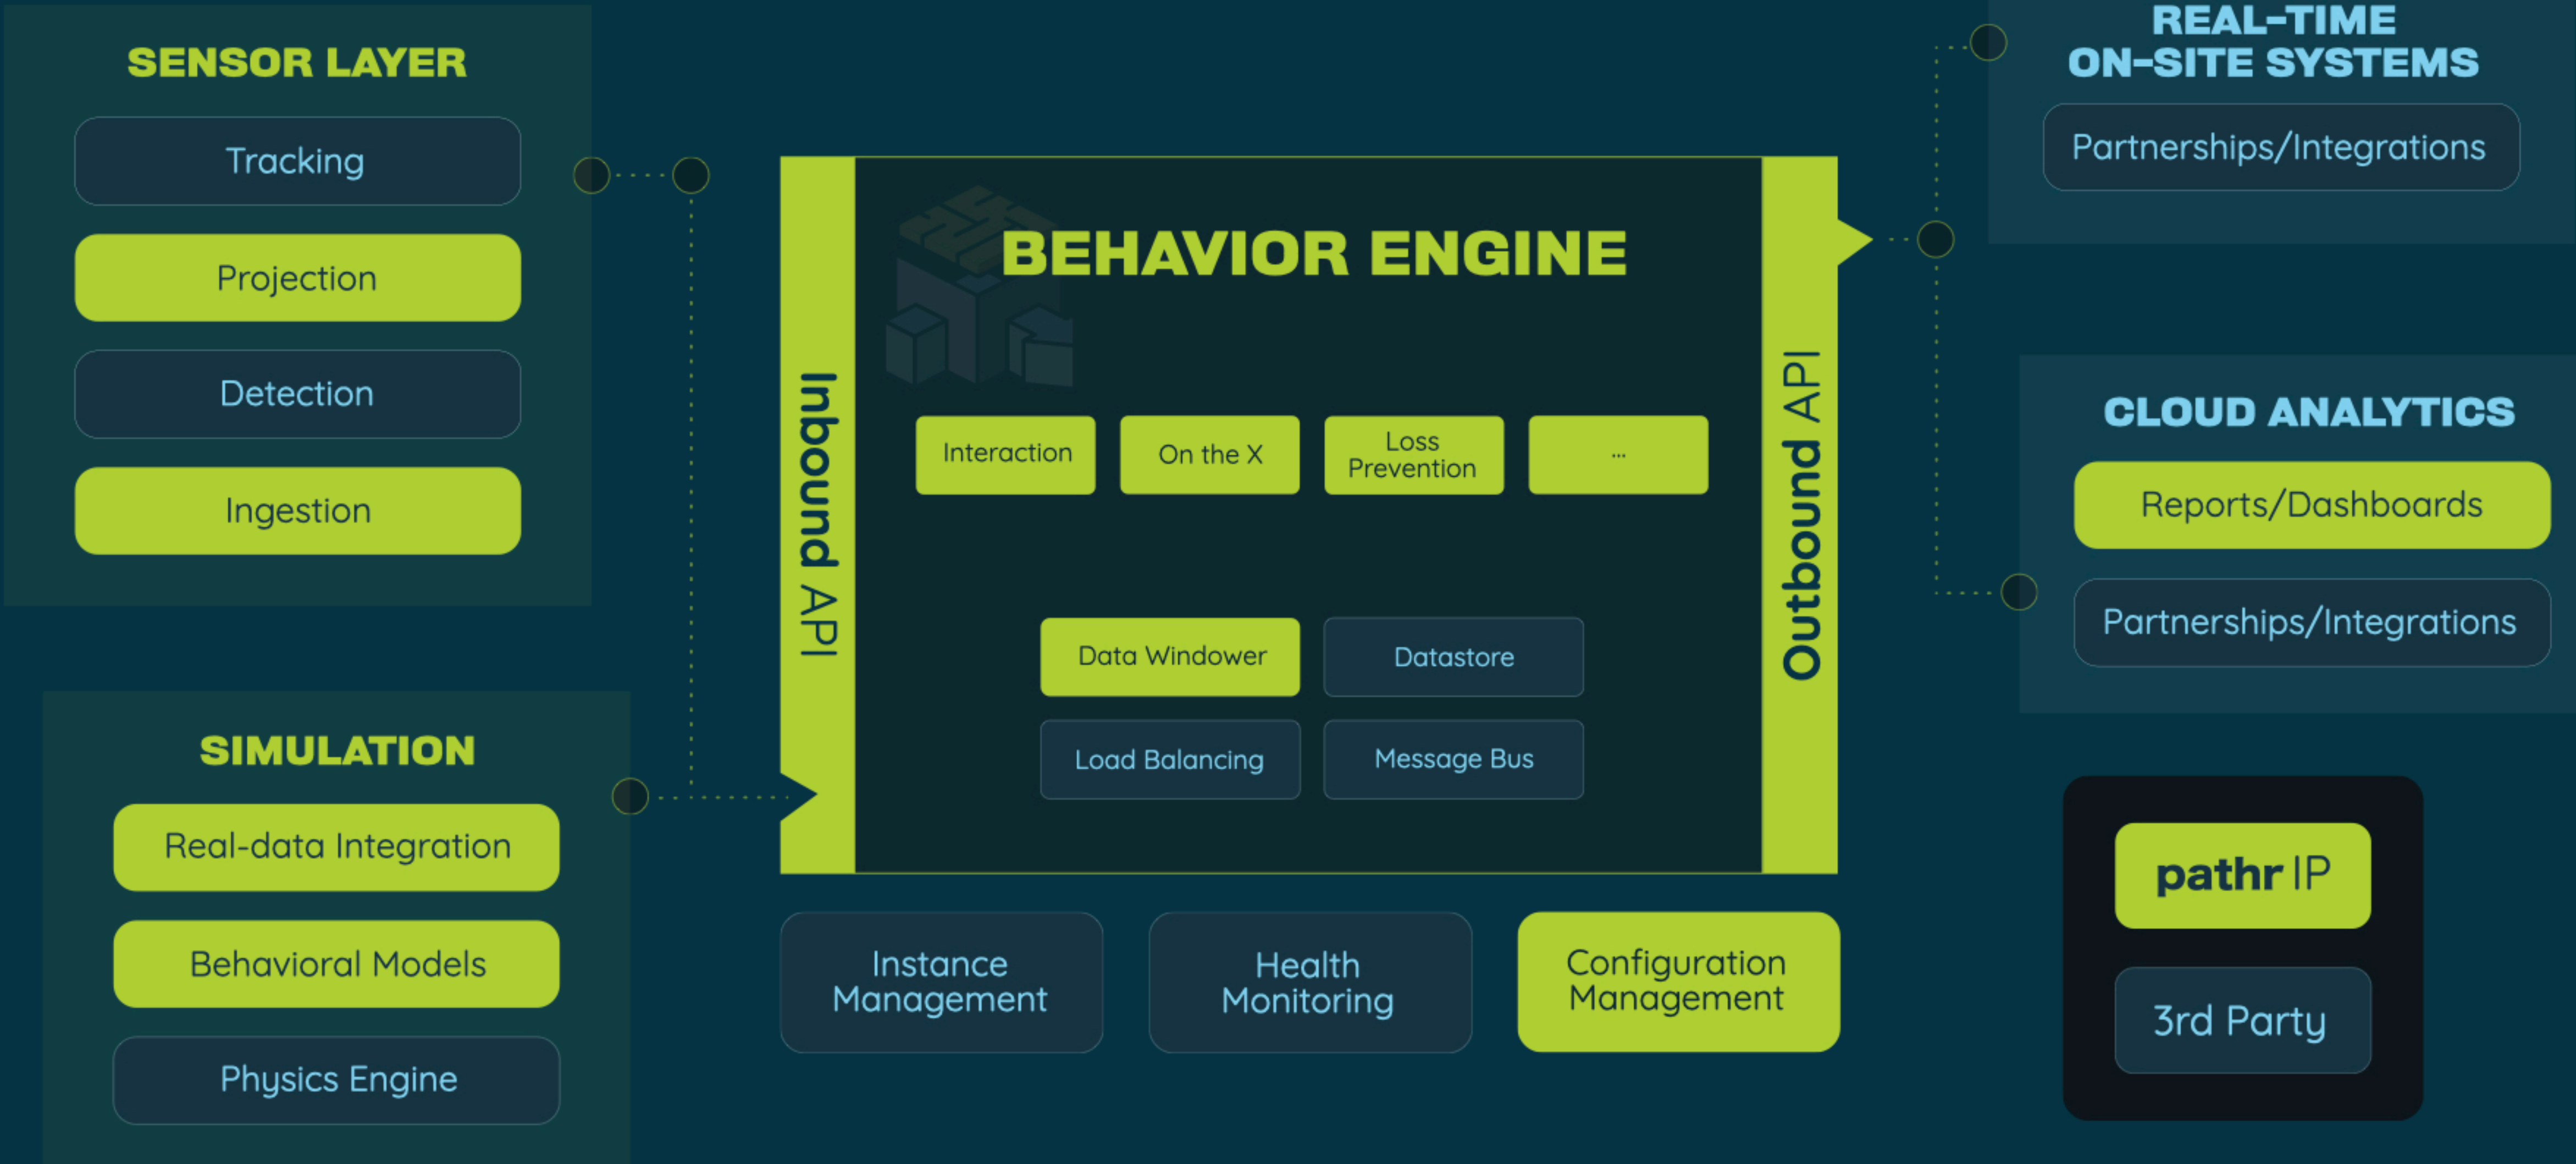 SENSOR LAYER
Tracking
Projection
Detection
Ingestion
SIMULATION
Real-data Integration
Behavioral Models
Physics Engine
Inbound API
BEHAVIOR ENGINE
Interaction
On the X
Loss
Prevention
...
Data Windower
Datastore
Load Balancing
Message Bus
Outbound API
Instance
Management
Health
Monitoring
Configuration
Management
REAL-TIME
ON-SITE SYSTEMS
Partnerships/Integrations
CLOUD ANALYTICS
Reports/Dashboards
Partnerships/Integrations
pathr IP
3rd Party